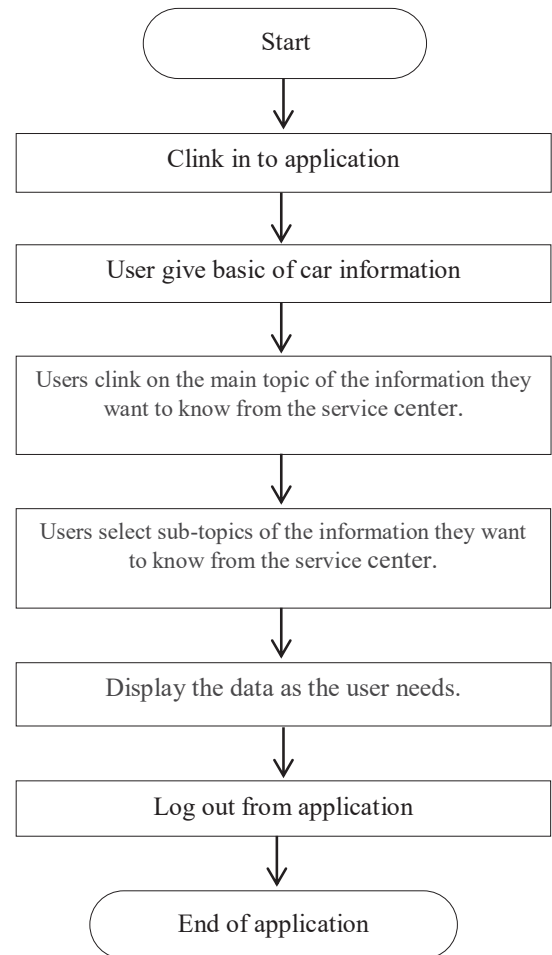 Start
Clink in to application
User give basic of car information
Users clink on the main topic of the information they
want to know from the service center.
Users select sub-topics of the information they want
to know from the service center.
Display the data as the user needs.
Log out from application
End of application